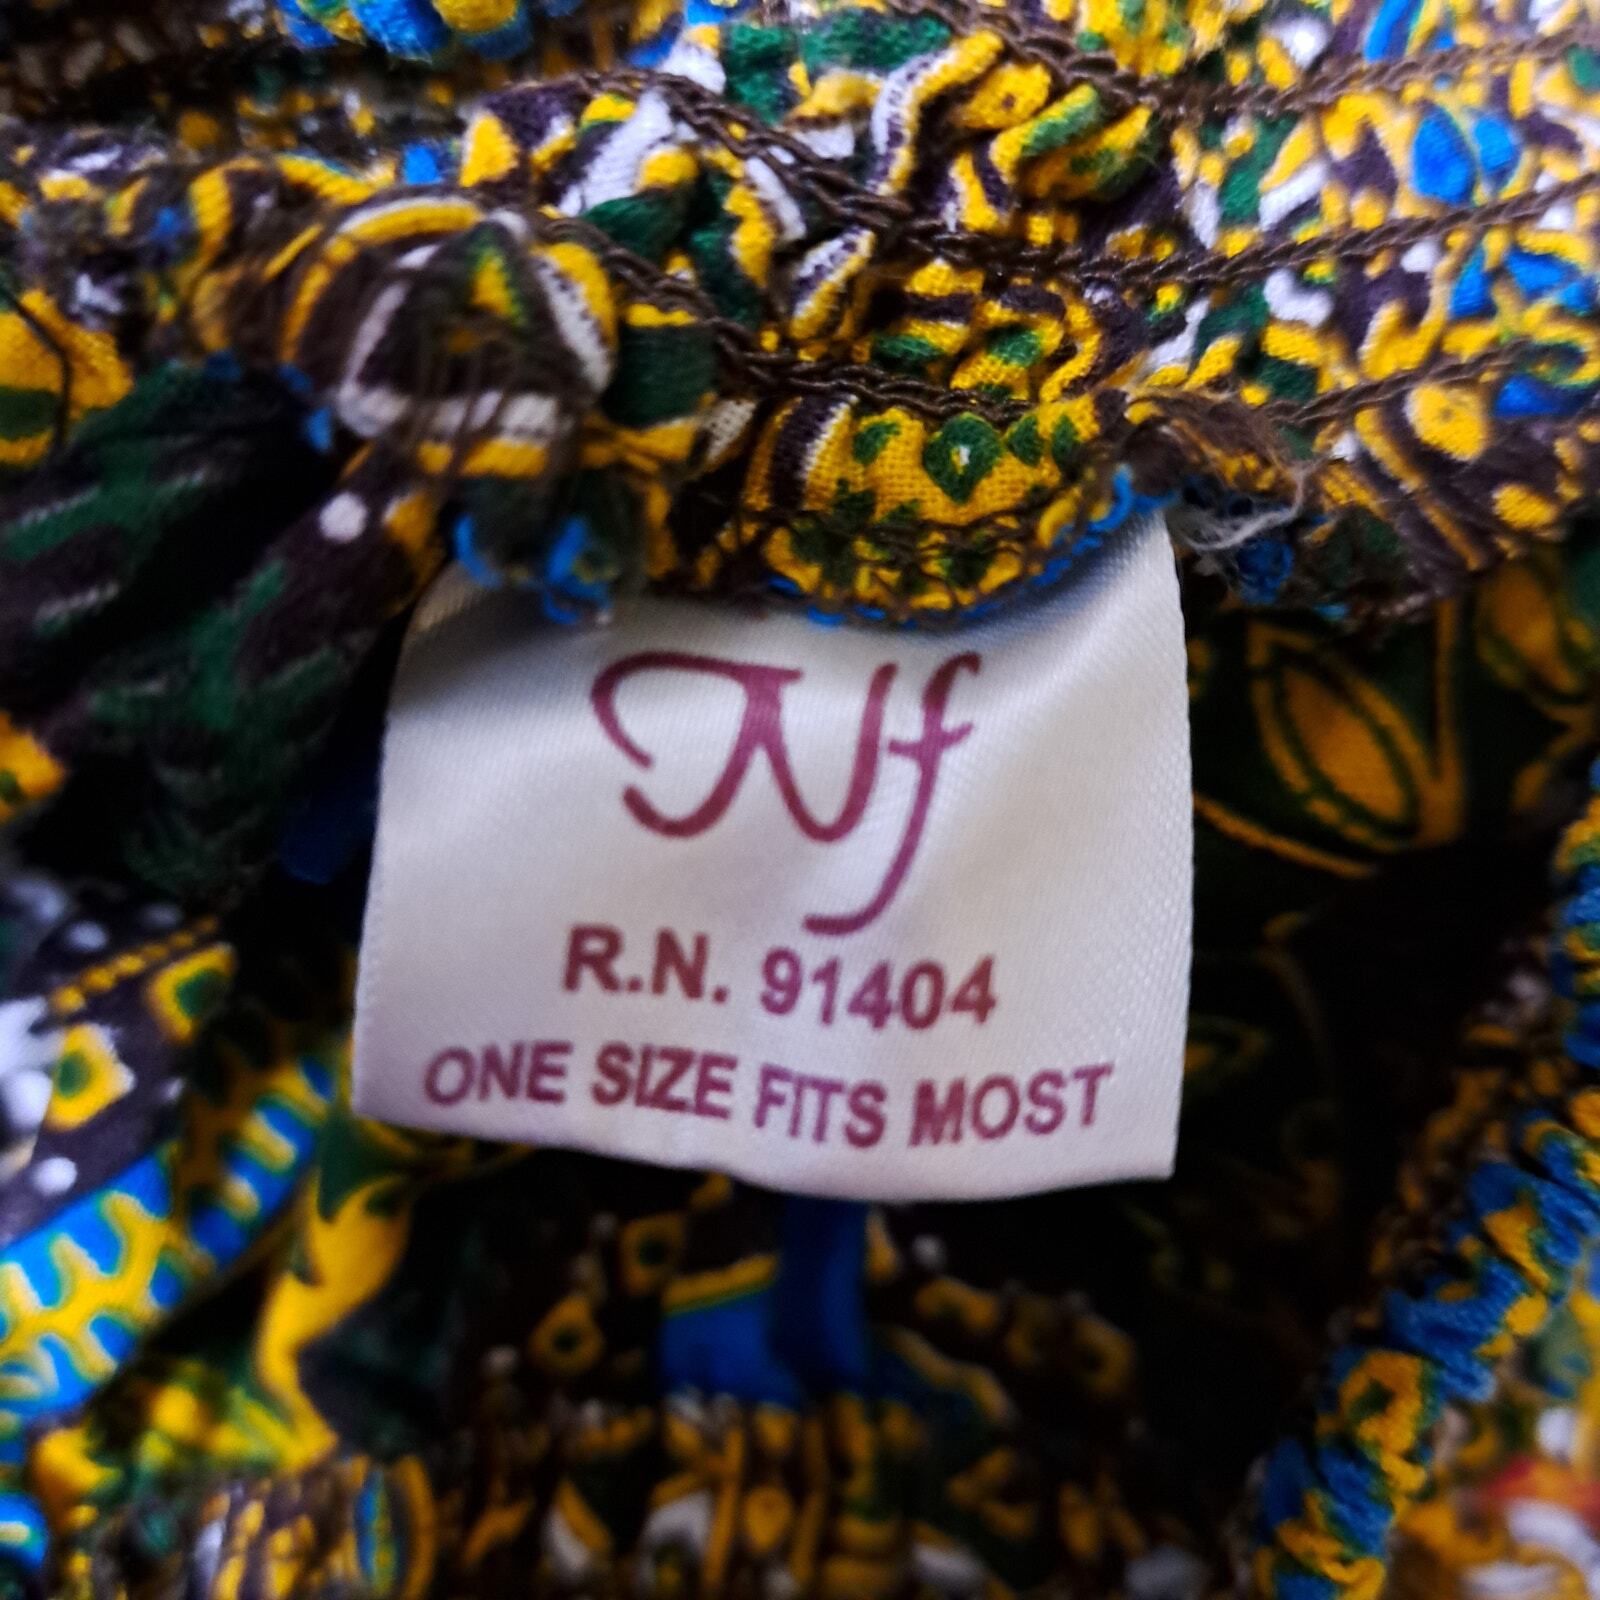 Nf
R.N. 91404
ONE SIZE FITS MOST